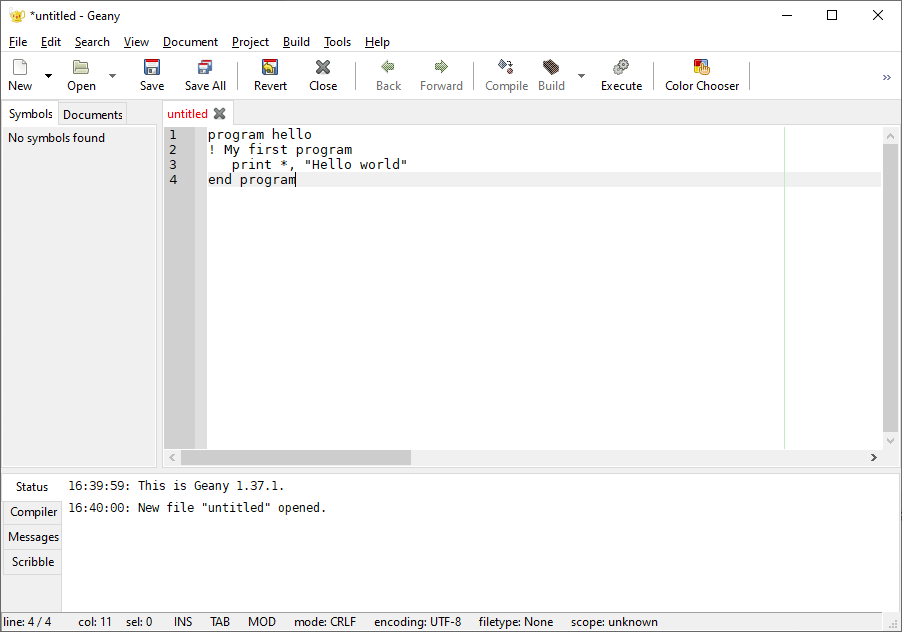 *untitled - Geany
File Edit Search View Document Project Build Tools Help
New Open Save Save All Revert Close Back Forward Compile Build Execute Color Chooser »
Symbols Documents untitled
No symbols found
1 program hello
2 ! My first program
3 print *, "Hello world"
4 end program
Status 16:39:59: This is Geany 1.37.1.
Compiler 16:40:00: New file "untitled" opened.
Messages
Scribble
line: 4 / 4 col: 11 sel: 0 INS TAB MOD mode: CRLF encoding: UTF-8 filetype: None scope: unknown